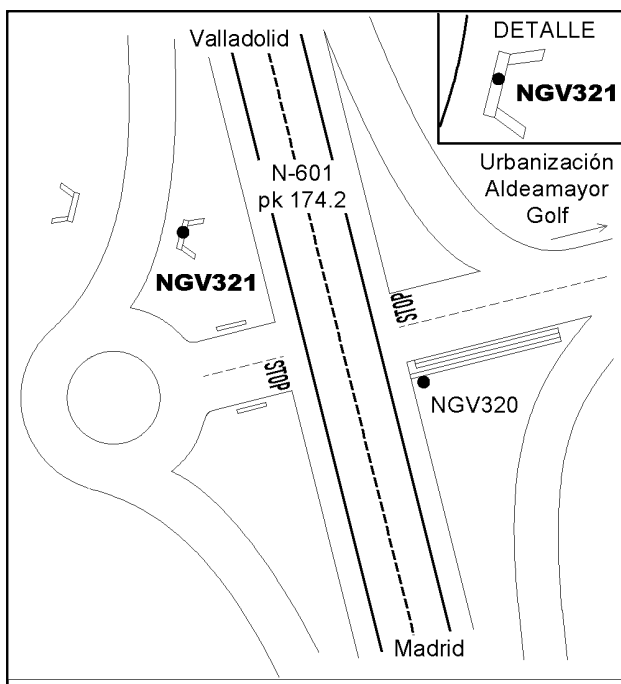 Valladolid
DETALLE
NGV321
Urbanización
Aldeamayor
Golf
N-601
pk 174.2
NGV321
STOP
STOP
NGV320
Madrid